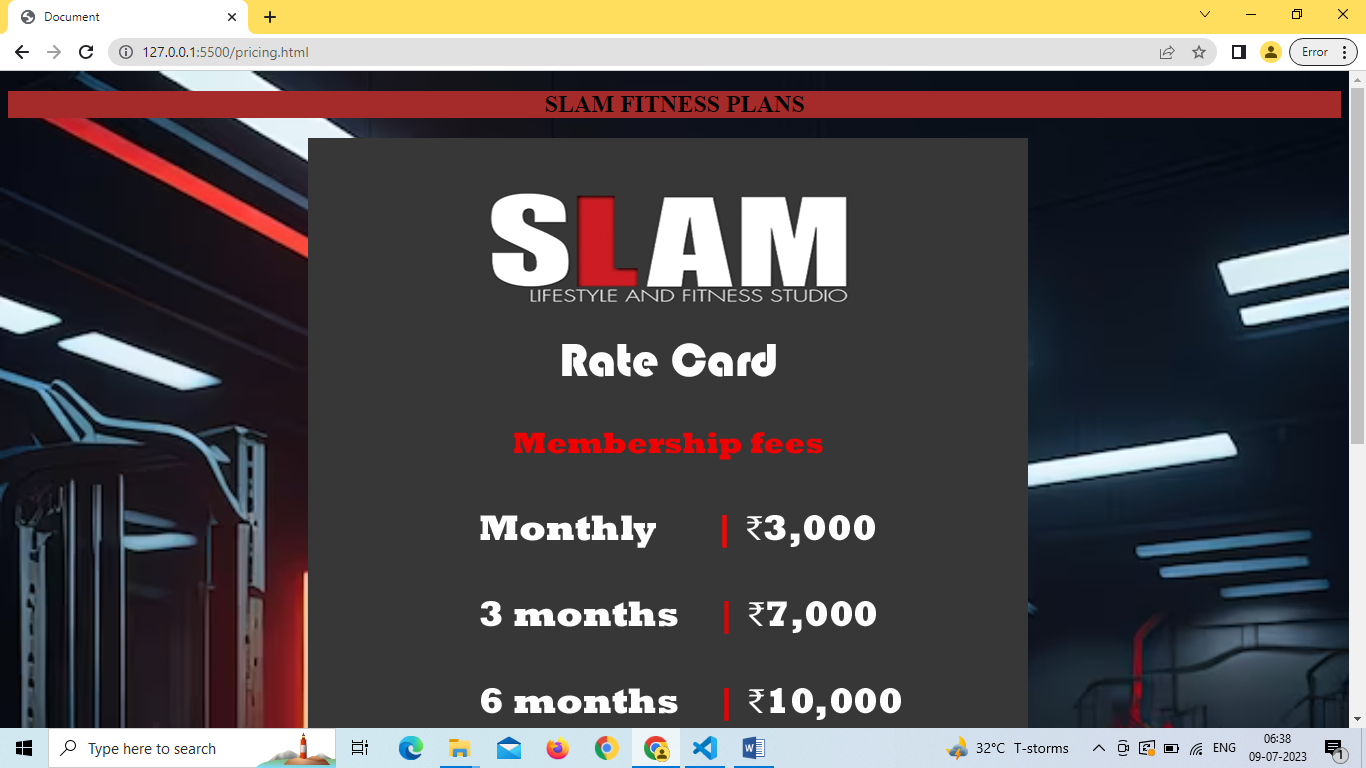 Document
127.0.0.1:5500/pricing.html
Error
SLAM FITNESS PLANS
SLAM
LIFESTYLE AND FITNESS STUDIO
Rate Card
Membership fees
Monthly | ₹3,000
3 months | ₹7,000
6 months | ₹10,000
Type here to search
32°C T-storms
ENG
06:38
09-07-2023
1